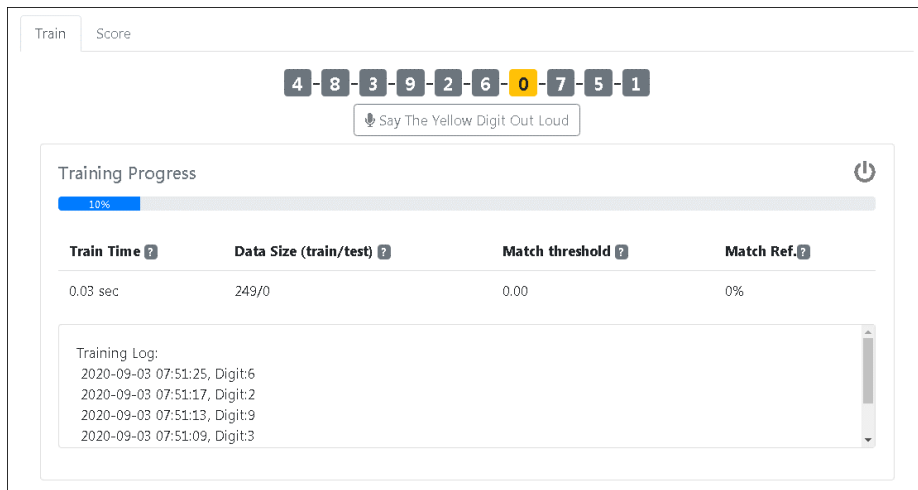 Train Score
4-8-3-9-2-6-0-7-5-1
Say The Yellow Digit Out Loud
Training Progress
10%
Train Time ? Data Size (train/test) ? Match threshold ? Match Ref. ?
0.03 sec 249/0 0.00 0%
Training Log:
2020-09-03 07:51:25, Digit:6
2020-09-03 07:51:17, Digit:2
2020-09-03 07:51:13, Digit:9
2020-09-03 07:51:09, Digit:3